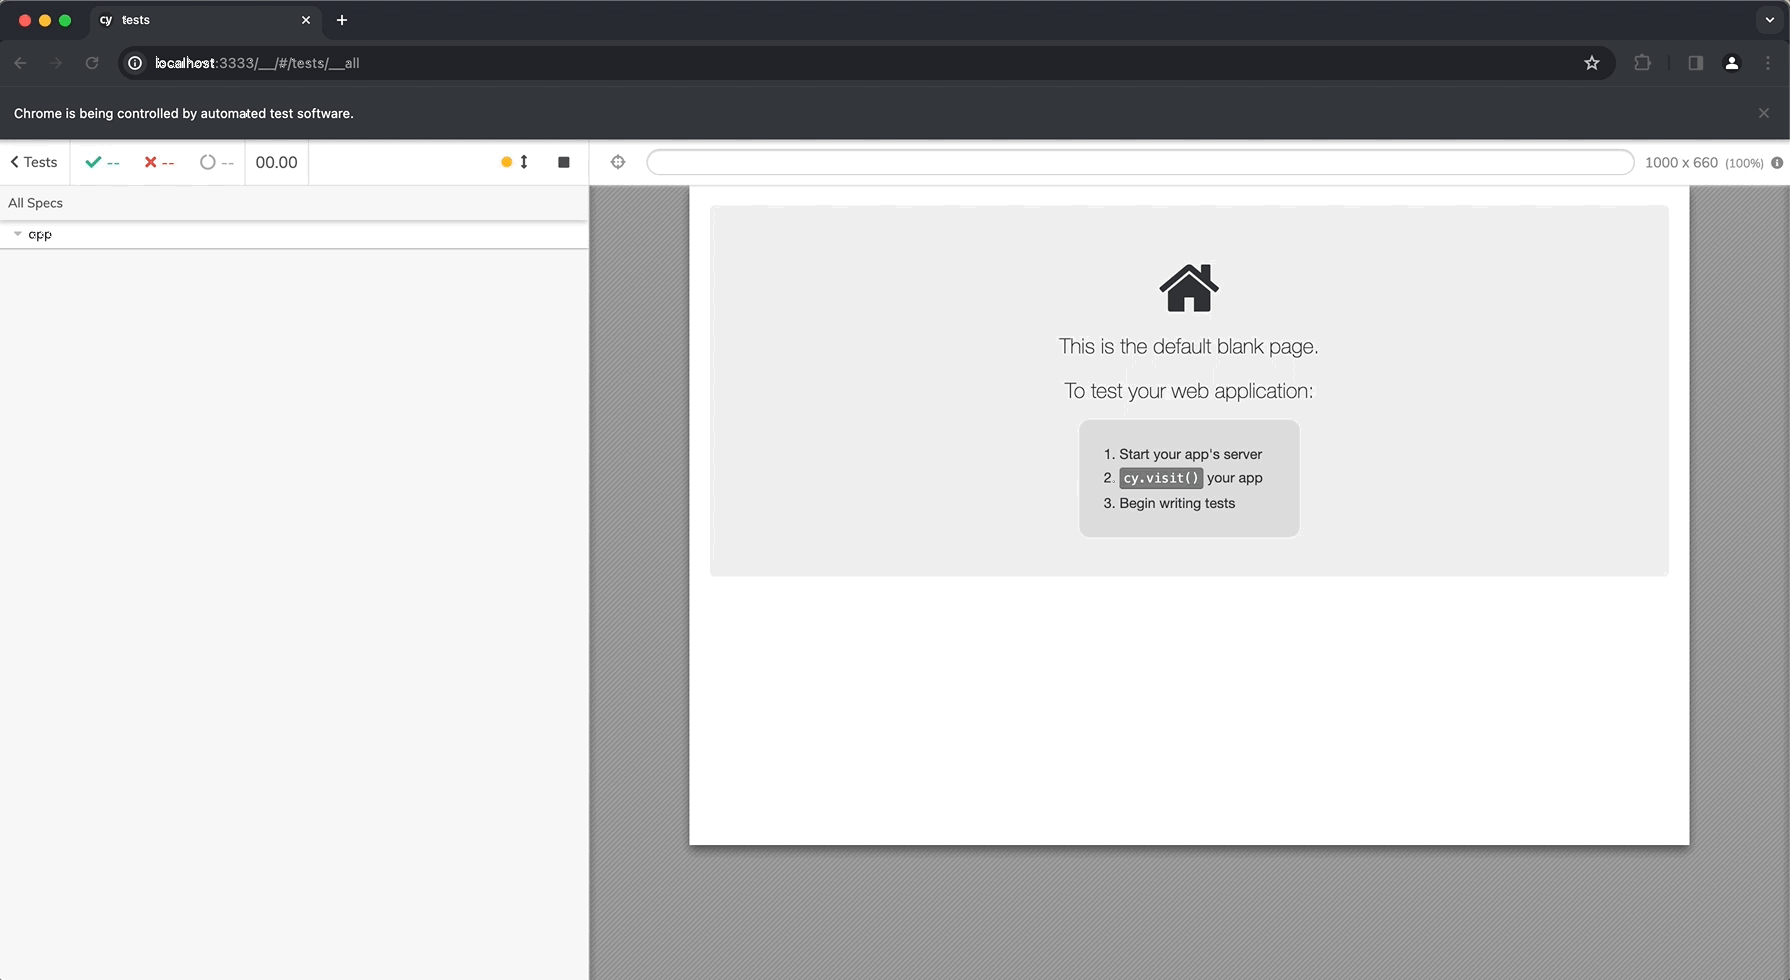 cy tests
localhost:3333/__/#/tests/__all
Chrome is being controlled by automated test software.
Tests -- -- -- 00.00
1000 x 660 (100%)
All Specs
app
This is the default blank page.
To test your web application:
1. Start your app's server
2. cy.visit() your app
3. Begin writing tests